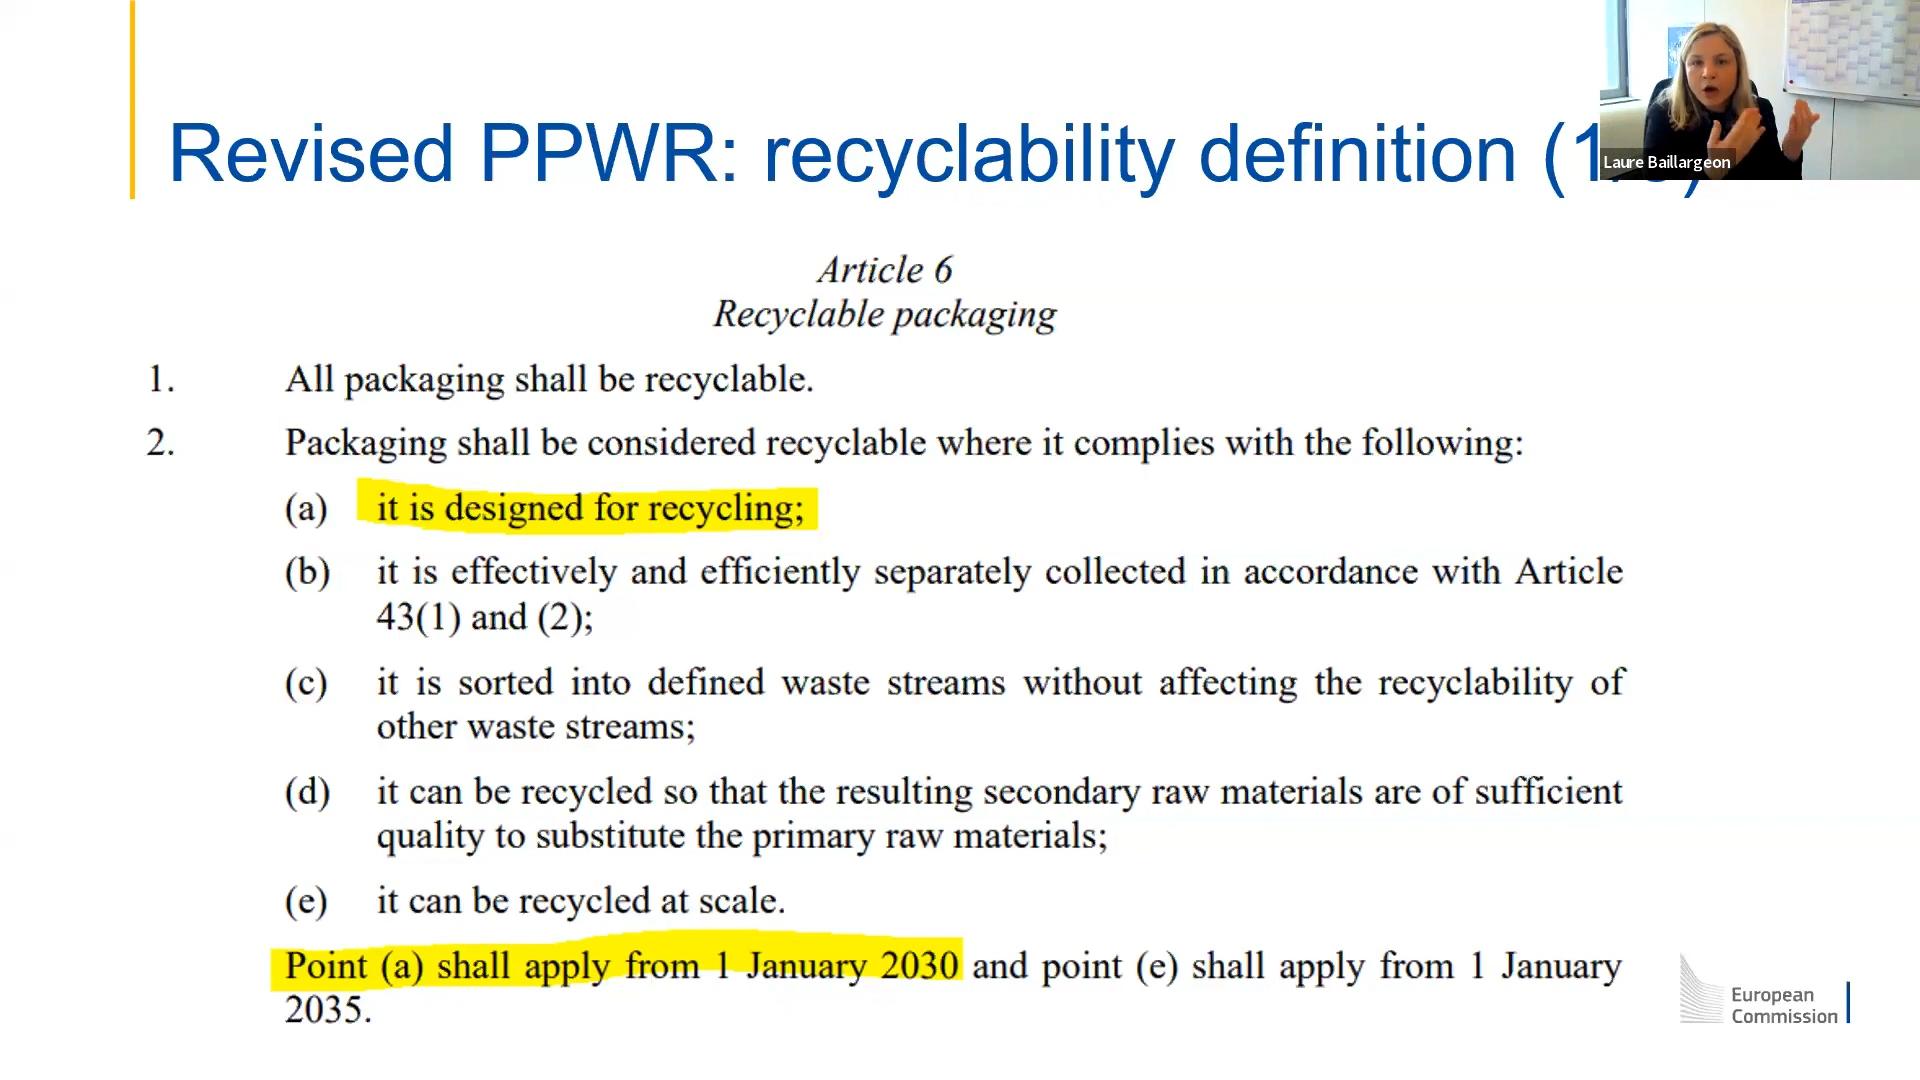 Revised PPWR: recyclability definition (1
Laure Baillargeon
Article 6
Recyclable packaging
1. All packaging shall be recyclable.
2. Packaging shall be considered recyclable where it complies with the following:
(a) it is designed for recycling;
(b) it is effectively and efficiently separately collected in accordance with Article
43(1) and (2);
(c) it is sorted into defined waste streams without affecting the recyclability of
other waste streams;
(d) it can be recycled so that the resulting secondary raw materials are of sufficient
quality to substitute the primary raw materials;
(e) it can be recycled at scale.
Point (a) shall apply from 1 January 2030 and point (e) shall apply from 1 January
2035.
European
Commission